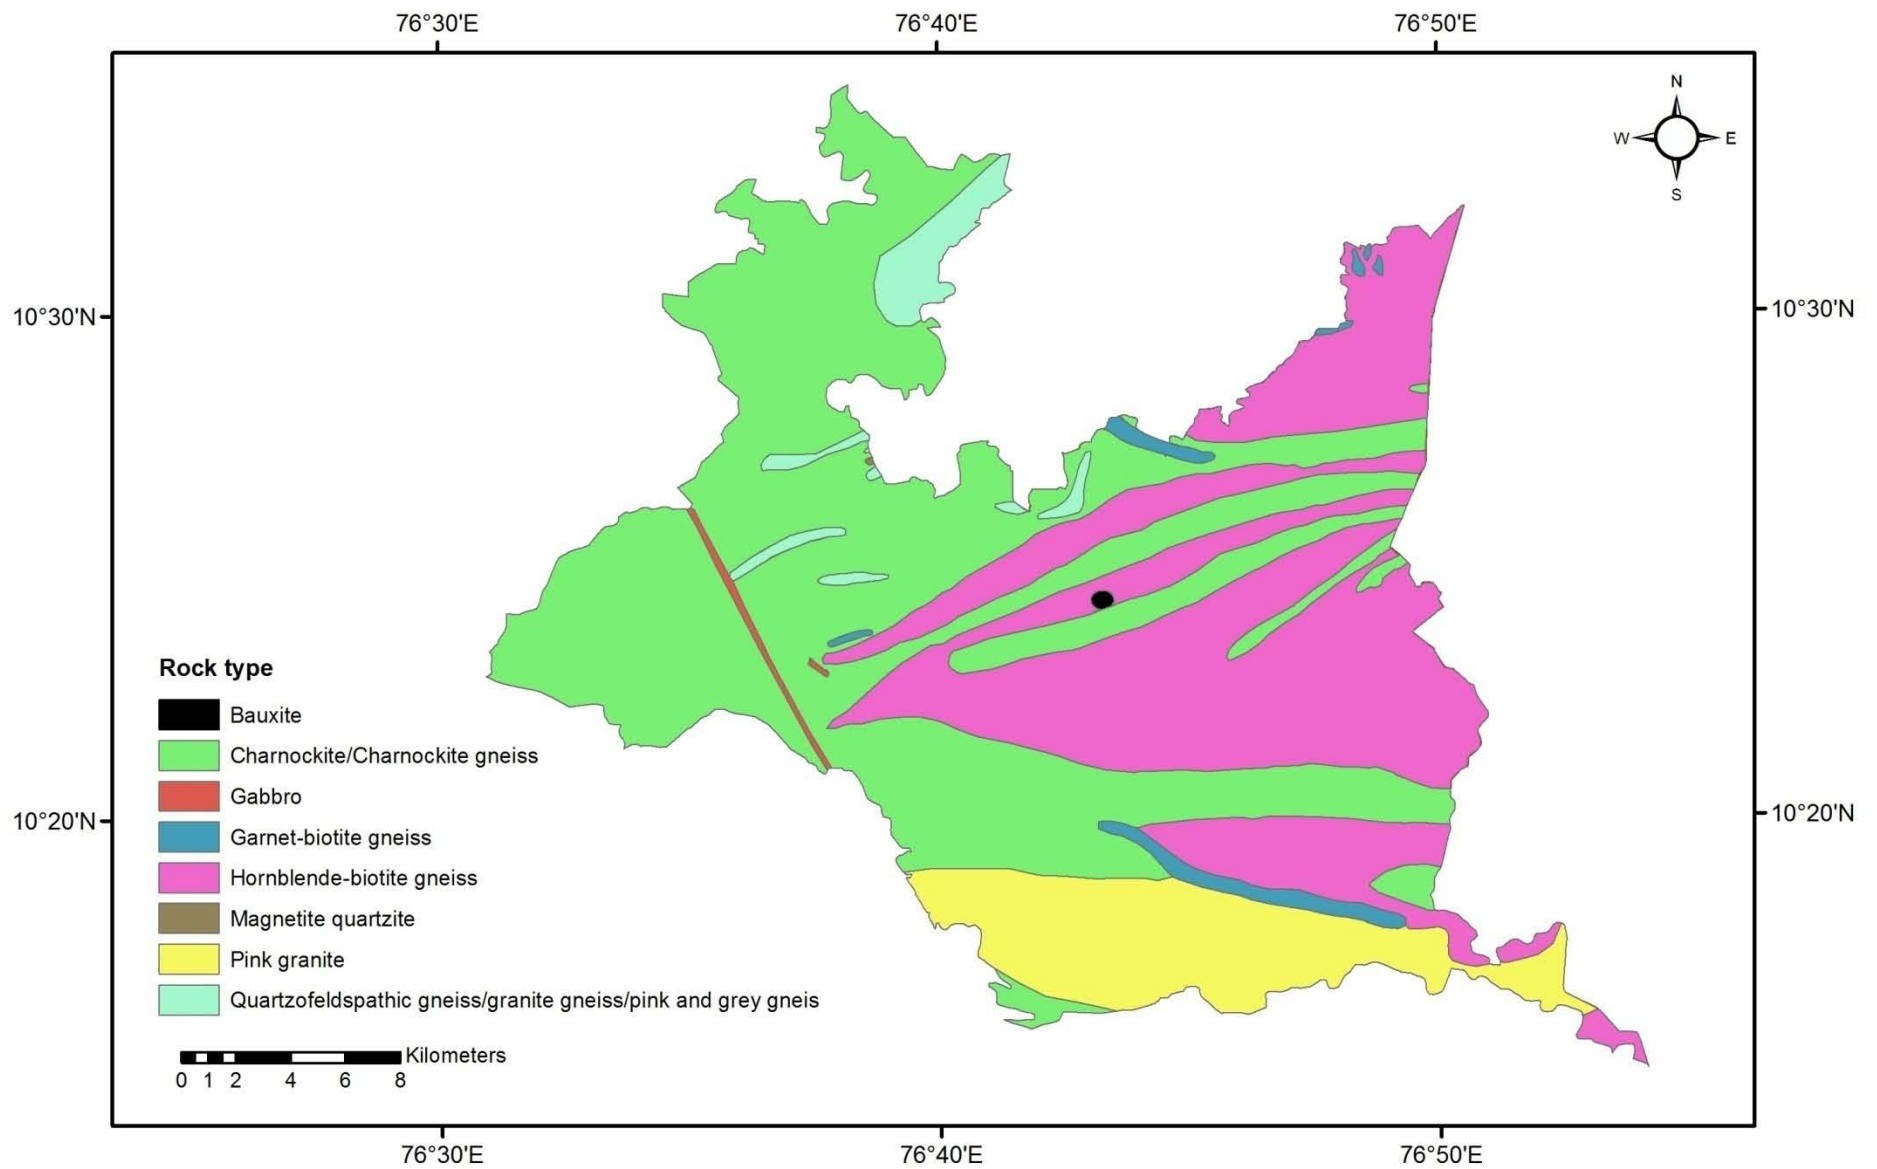 76°30'E 76°40'E 76°50'E
N
W E
S
10°30'N 10°30'N
Rock type
Bauxite
Charnockite/Charnockite gneiss
Gabbro
10°20'N 10°20'N
Garnet-biotite gneiss
Hornblende-biotite gneiss
Magnetite quartzite
Pink granite
Quartzofeldspathic gneiss/granite gneiss/pink and grey gneis
Kilometers
0 1 2 4 6 8
76°30'E 76°40'E 76°50'E